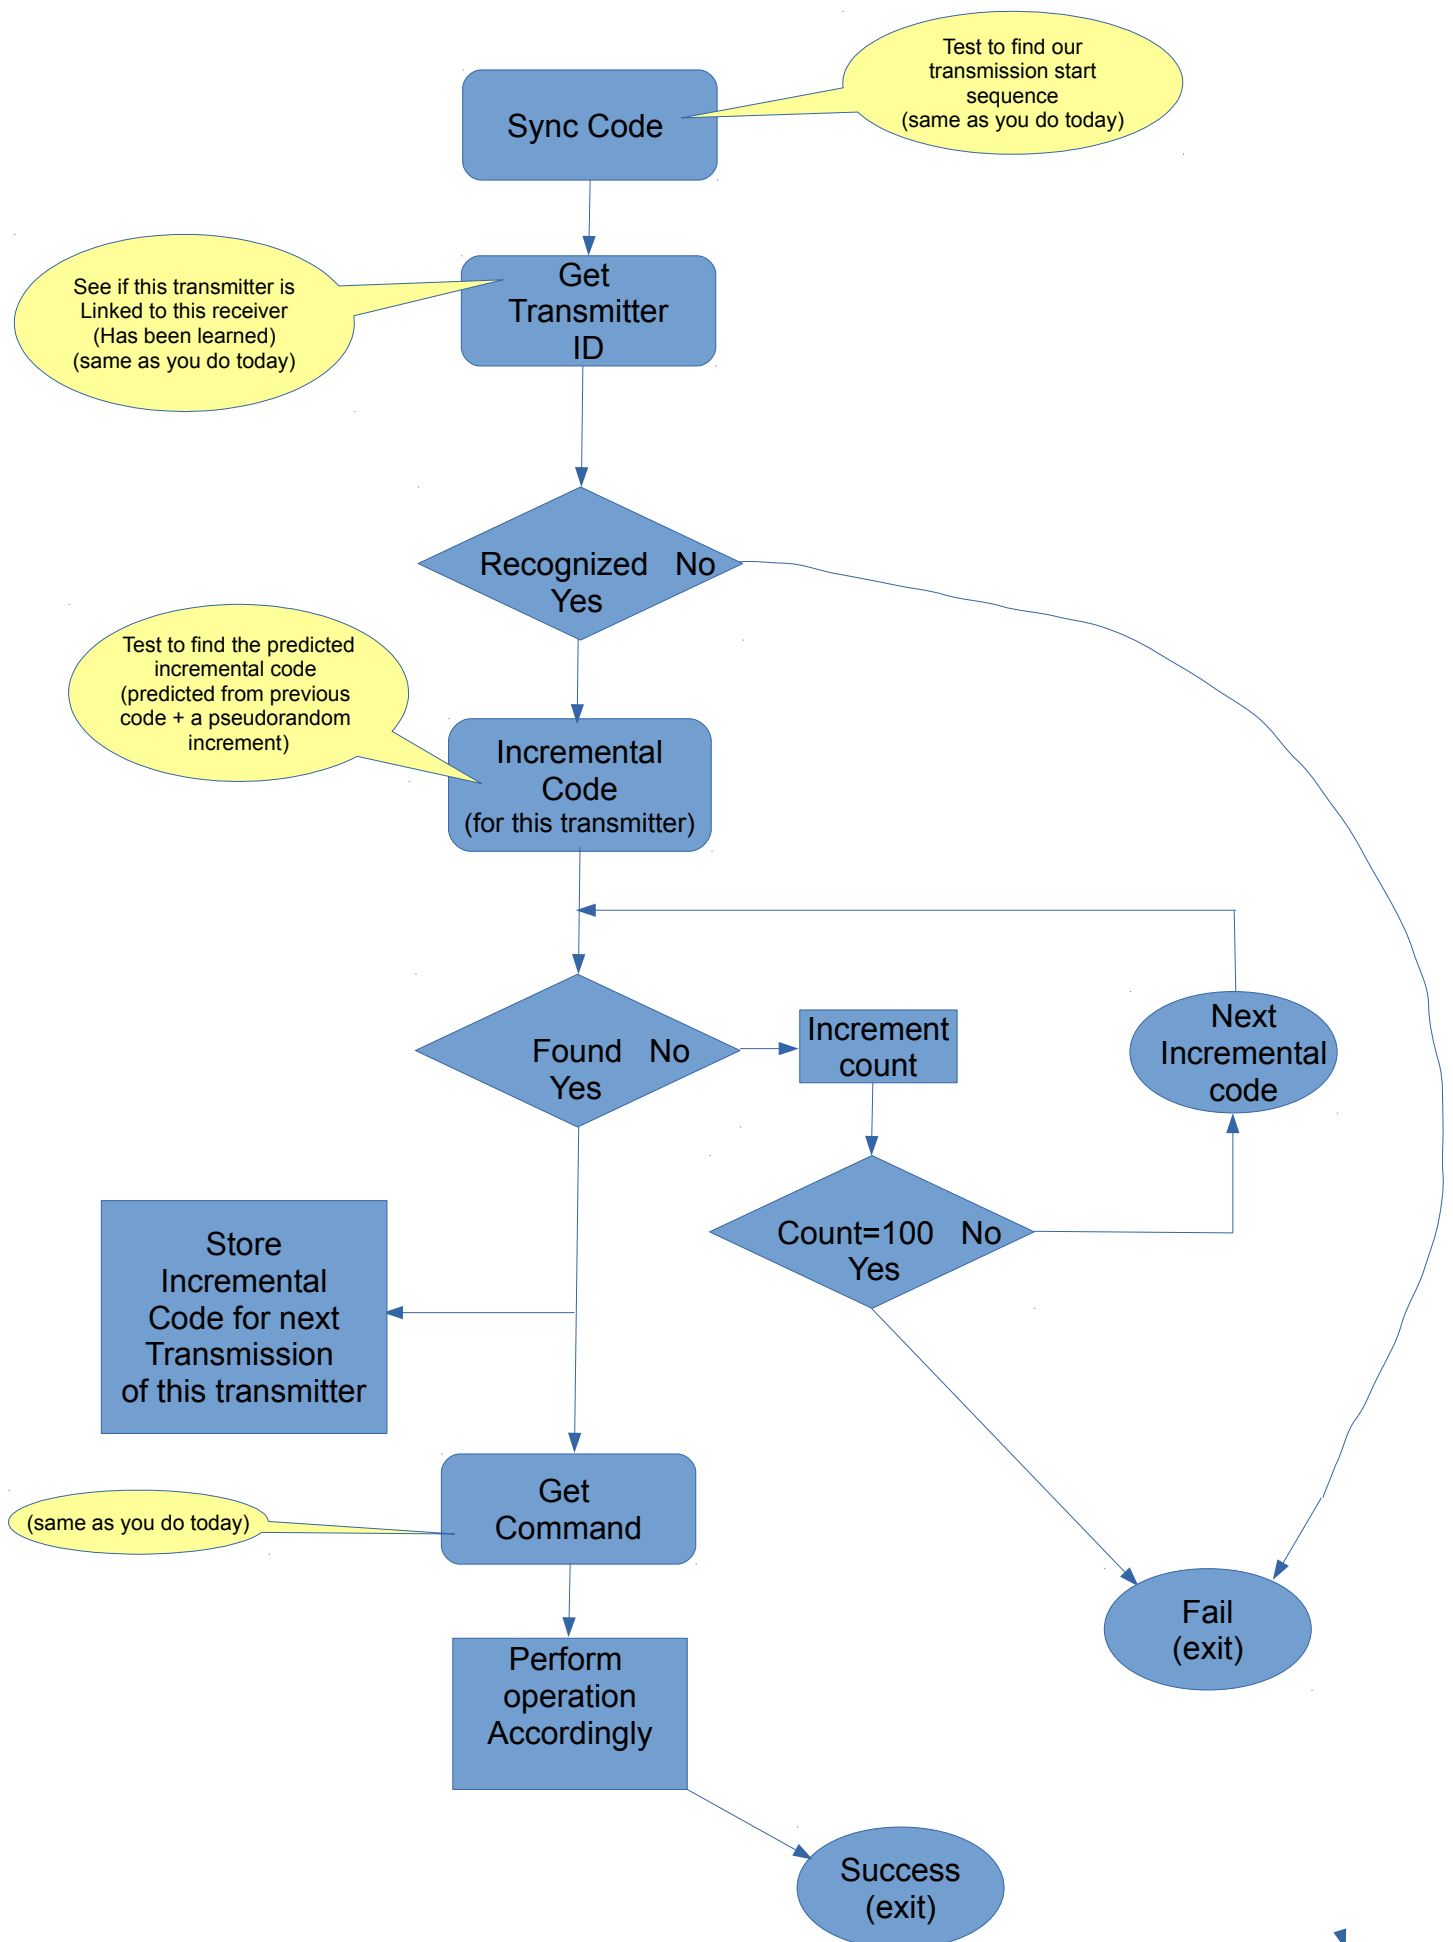 Test to find our
transmission start
sequence
(same as you do today)
Sync Code
See if this transmitter is
Linked to this receiver
(Has been learned)
(same as you do today)
Get
Transmitter
ID
Recognized No
Yes
Test to find the predicted
incremental code
(predicted from previous
code + a pseudorandom
increment)
Incremental
Code
(for this transmitter)
Found No
Yes
Increment
count
Next
Incremental
code
Count=100 No
Yes
Store
Incremental
Code for next
Transmission
of this transmitter
Get
Command
(same as you do today)
Fail
(exit)
Perform
operation
Accordingly
Success
(exit)